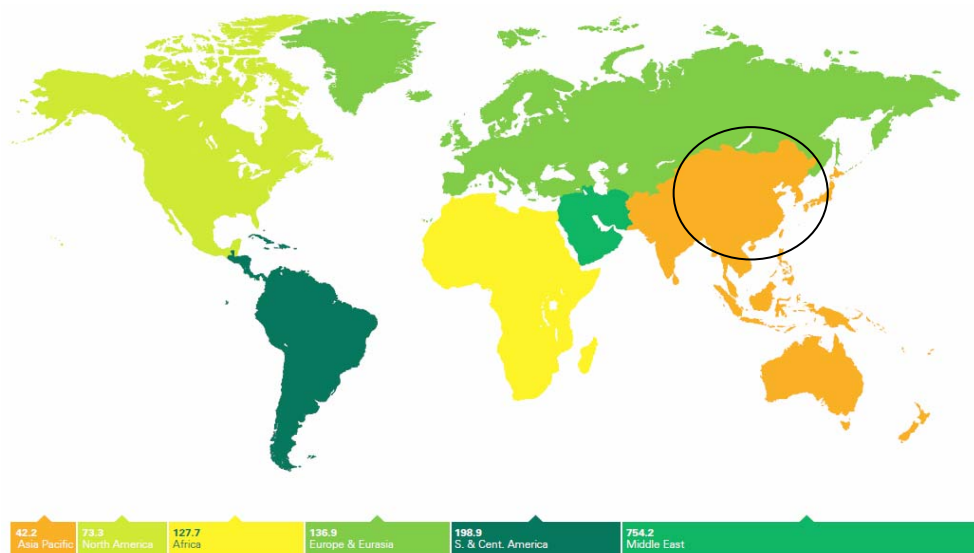 42.2
Asia Pacific
73.3
North America
127.7
Africa
136.9
Europe & Eurasia
198.9
S. & Cent. America
754.2
Middle East